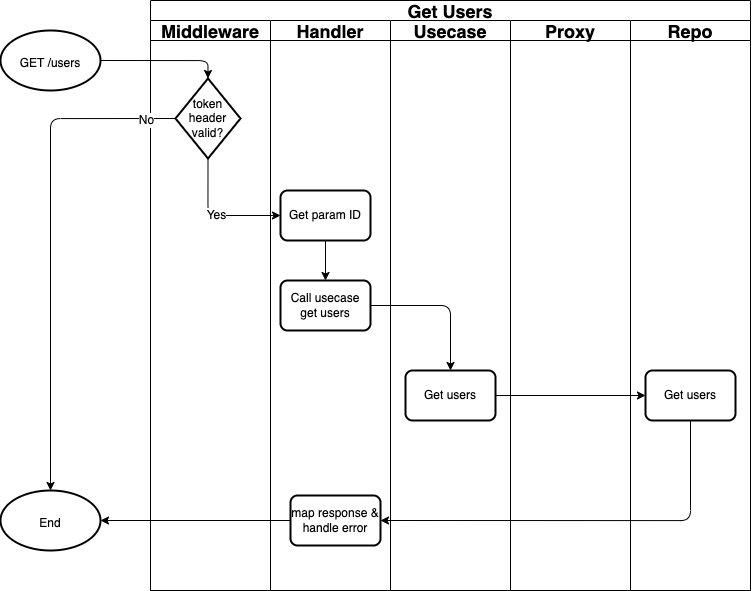 Get Users
Middleware Handler Usecase Proxy Repo
GET /users
token
header
valid?
No
Yes
Get param ID
Call usecase
get users
Get users
Get users
map response &
handle error
End